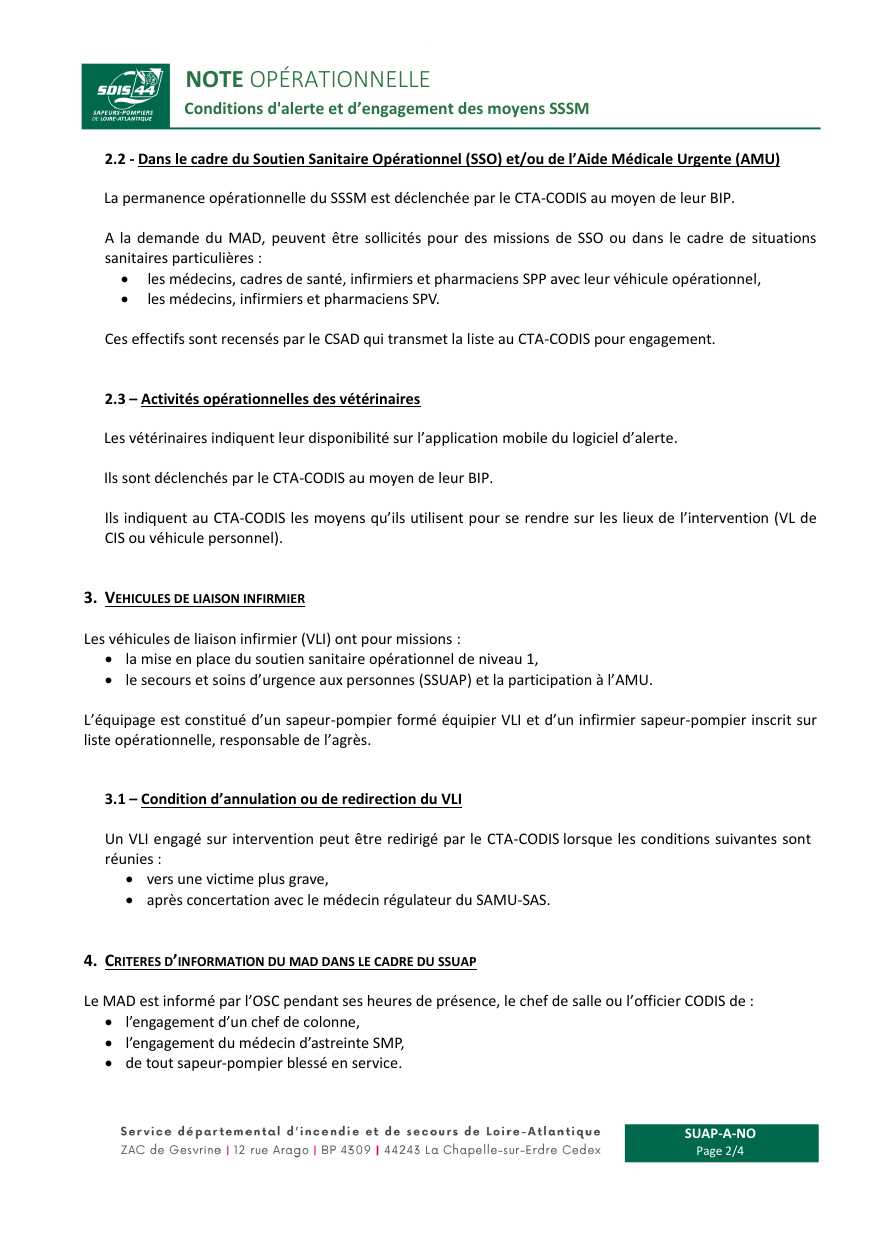 SDIS 44
SAPEURS-POMPIERS
DE LOIRE-ATLANTIQUE
NOTE OPÉRATIONNELLE
Conditions d'alerte et d’engagement des moyens SSSM
2.2 - Dans le cadre du Soutien Sanitaire Opérationnel (SSO) et/ou de l’Aide Médicale Urgente (AMU)
La permanence opérationnelle du SSSM est déclenchée par le CTA-CODIS au moyen de leur BIP.
A la demande du MAD, peuvent être sollicités pour des missions de SSO ou dans le cadre de situations
sanitaires particulières :
• les médecins, cadres de santé, infirmiers et pharmaciens SPP avec leur véhicule opérationnel,
• les médecins, infirmiers et pharmaciens SPV.
Ces effectifs sont recensés par le CSAD qui transmet la liste au CTA-CODIS pour engagement.
2.3 – Activités opérationnelles des vétérinaires
Les vétérinaires indiquent leur disponibilité sur l’application mobile du logiciel d’alerte.
Ils sont déclenchés par le CTA-CODIS au moyen de leur BIP.
Ils indiquent au CTA-CODIS les moyens qu’ils utilisent pour se rendre sur les lieux de l’intervention (VL de
CIS ou véhicule personnel).
3. VEHICULES DE LIAISON INFIRMIER
Les véhicules de liaison infirmier (VLI) ont pour missions :
• la mise en place du soutien sanitaire opérationnel de niveau 1,
• le secours et soins d’urgence aux personnes (SSUAP) et la participation à l’AMU.
L’équipage est constitué d’un sapeur-pompier formé équipier VLI et d’un infirmier sapeur-pompier inscrit sur
liste opérationnelle, responsable de l’agrès.
3.1 – Condition d’annulation ou de redirection du VLI
Un VLI engagé sur intervention peut être redirigé par le CTA-CODIS lorsque les conditions suivantes sont
réunies :
• vers une victime plus grave,
• après concertation avec le médecin régulateur du SAMU-SAS.
4. CRITERES D’INFORMATION DU MAD DANS LE CADRE DU SSUAP
Le MAD est informé par l’OSC pendant ses heures de présence, le chef de salle ou l’officier CODIS de :
• l’engagement d’un chef de colonne,
• l’engagement du médecin d’astreinte SMP,
• de tout sapeur-pompier blessé en service.
Service départemental d’incendie et de secours de Loire-Atlantique
ZAC de Gesvrine | 12 rue Arago | BP 4309 | 44243 La Chapelle-sur-Erdre Cedex
SUAP-A-NO
Page 2/4